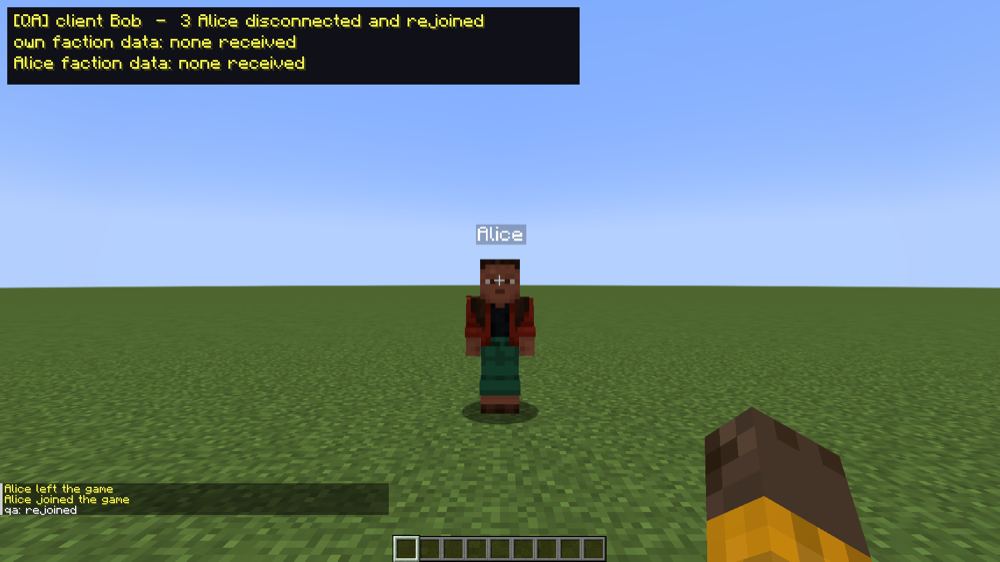 [QA] client Bob - 3 Alice disconnected and rejoined
own faction data: none received
Alice faction data: none received
Alice
Alice left the game
Alice joined the game
qa: rejoined